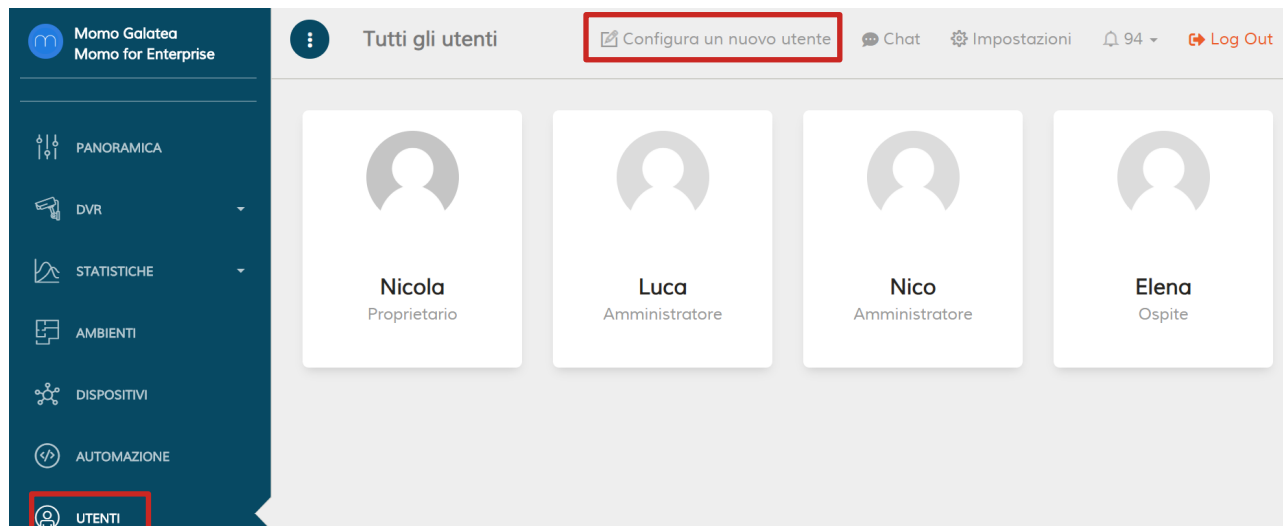 Momo Galatea
Momo for Enterprise
Tutti gli utenti
Configura un nuovo utente
Chat
Impostazioni
94
Log Out
PANORAMICA
DVR
STATISTICHE
AMBIENTI
DISPOSITIVI
AUTOMAZIONE
UTENTI
Nicola
Proprietario
Luca
Amministratore
Nico
Amministratore
Elena
Ospite